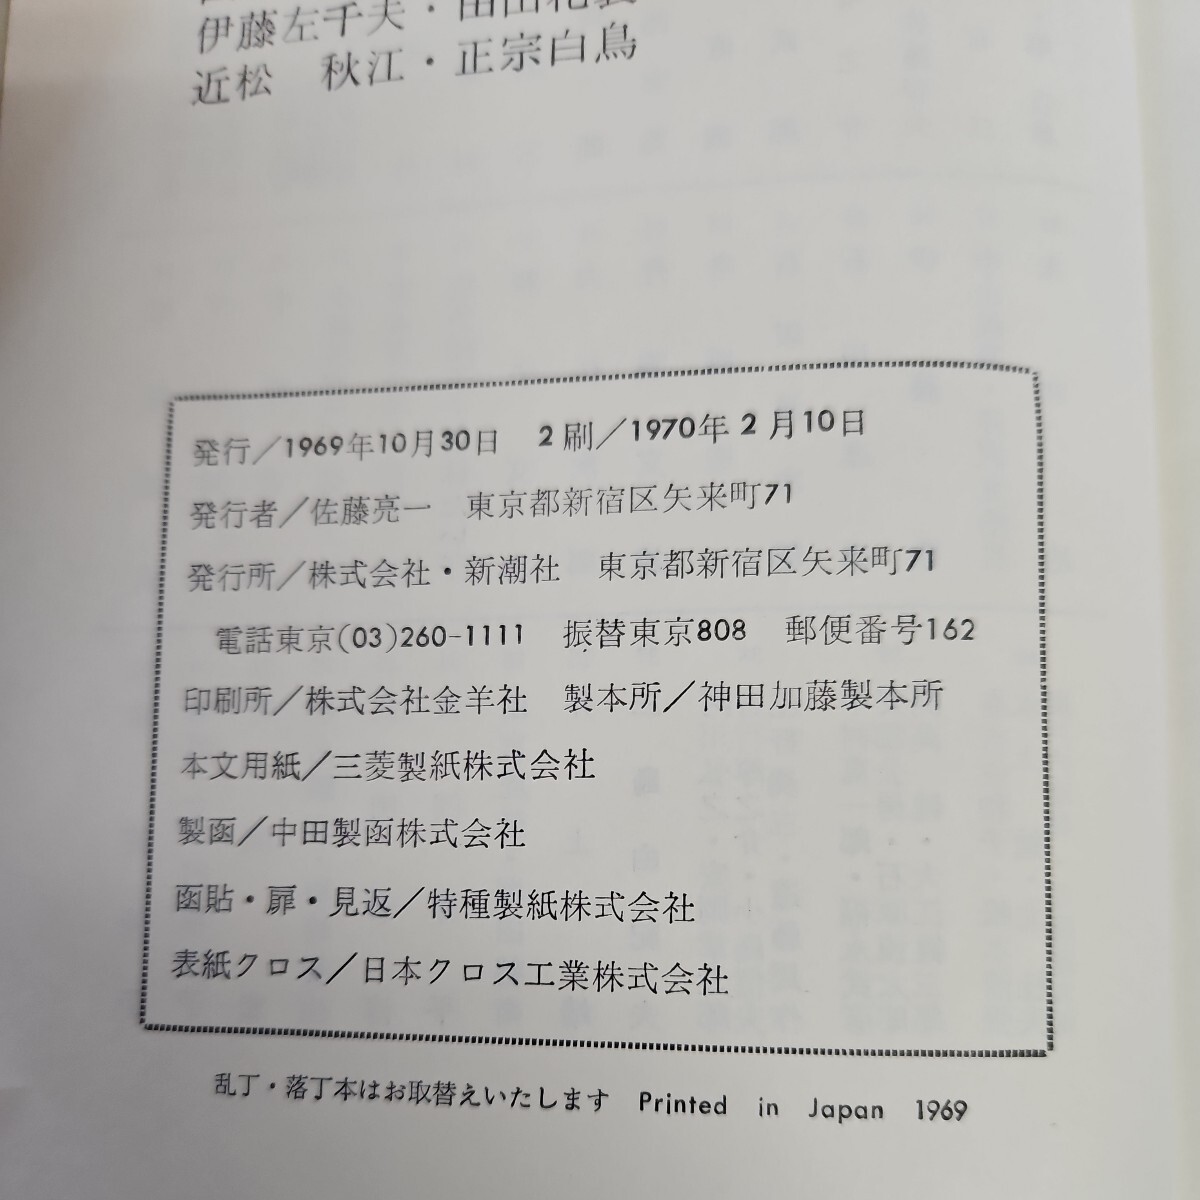 伊藤左千夫・田山花袋
近松　秋江・正宗白鳥
発行／1969年10月30日　2刷／1970年2月10日
発行者／佐藤亮一　東京都新宿区矢来町71
発行所／株式会社・新潮社　東京都新宿区矢来町71
電話東京(03)260-1111　振替東京808　郵便番号162
印刷所／株式会社金羊社　製本所／神田加藤製本所
本文用紙／三菱製紙株式会社
製函／中田製函株式会社
函貼・扉・見返／特種製紙株式会社
表紙クロス／日本クロス工業株式会社
乱丁・落丁本はお取替えいたします　Printed in Japan 1969